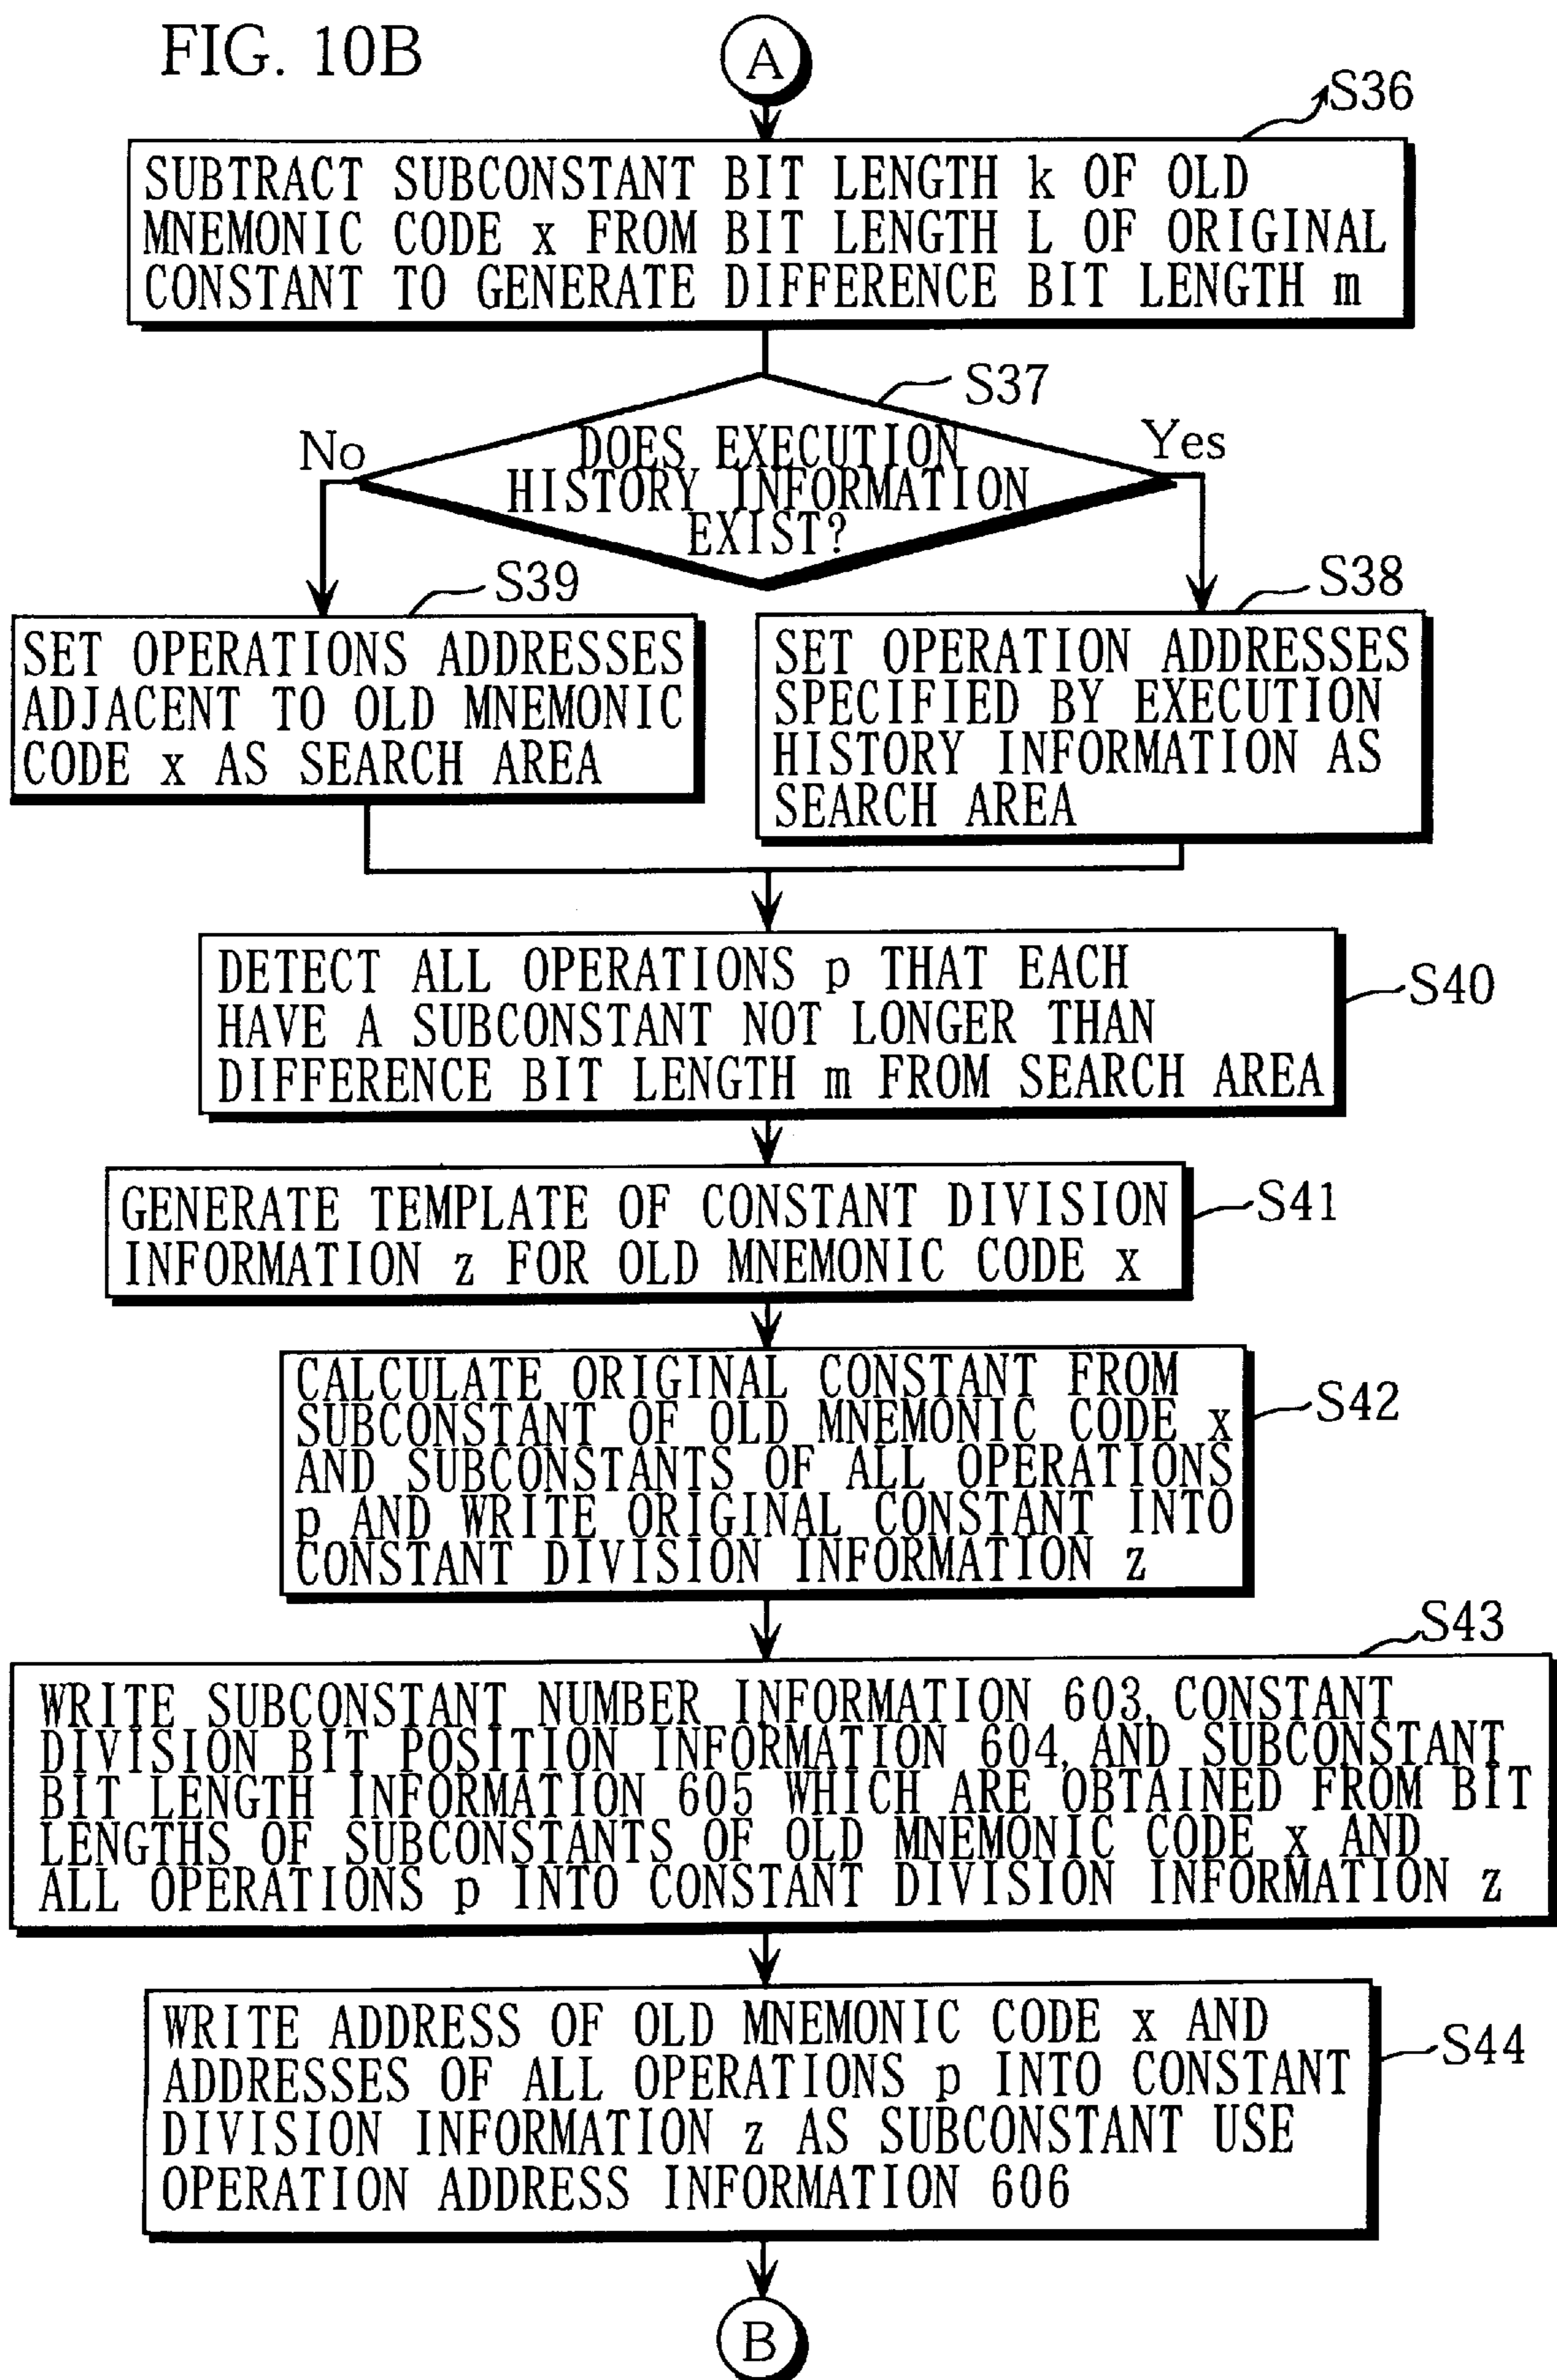 FIG. 10B
A
S36
SUBTRACT SUBCONSTANT BIT LENGTH k OF OLD
MNEMONIC CODE x FROM BIT LENGTH L OF ORIGINAL
CONSTANT TO GENERATE DIFFERENCE BIT LENGTH m
S37
No
Yes
DOES EXECUTION
HISTORY INFORMATION
EXIST?
S39
SET OPERATIONS ADDRESSES
ADJACENT TO OLD MNEMONIC
CODE x AS SEARCH AREA
S38
SET OPERATION ADDRESSES
SPECIFIED BY EXECUTION
HISTORY INFORMATION AS
SEARCH AREA
DETECT ALL OPERATIONS p THAT EACH
HAVE A SUBCONSTANT NOT LONGER THAN
DIFFERENCE BIT LENGTH m FROM SEARCH AREA
S40
GENERATE TEMPLATE OF CONSTANT DIVISION
INFORMATION z FOR OLD MNEMONIC CODE x
S41
CALCULATE ORIGINAL CONSTANT FROM
SUBCONSTANT OF OLD MNEMONIC CODE x
AND SUBCONSTANTS OF ALL OPERATIONS
p AND WRITE ORIGINAL CONSTANT INTO
CONSTANT DIVISION INFORMATION z
S42
S43
WRITE SUBCONSTANT NUMBER INFORMATION 603, CONSTANT
DIVISION BIT POSITION INFORMATION 604, AND SUBCONSTANT
BIT LENGTH INFORMATION 605 WHICH ARE OBTAINED FROM BIT
LENGTHS OF SUBCONSTANTS OF OLD MNEMONIC CODE x AND
ALL OPERATIONS p INTO CONSTANT DIVISION INFORMATION z
WRITE ADDRESS OF OLD MNEMONIC CODE x AND
ADDRESSES OF ALL OPERATIONS p INTO CONSTANT
DIVISION INFORMATION z AS SUBCONSTANT USE
OPERATION ADDRESS INFORMATION 606
S44
B